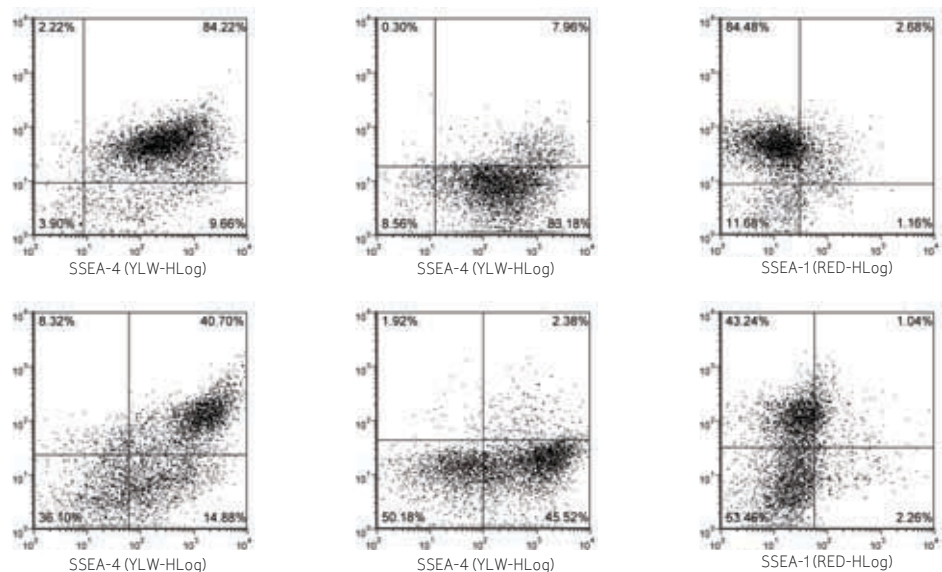 2.22% 84.22%
3.90% 9.66%
SSEA-4 (YLW-HLog)
0.30% 7.96%
8.56% 83.18%
SSEA-4 (YLW-HLog)
84.48% 2.68%
11.68% 1.16%
SSEA-1 (RED-HLog)
8.32% 40.70%
36.10% 14.88%
SSEA-4 (YLW-HLog)
1.92% 2.38%
50.18% 45.52%
SSEA-4 (YLW-HLog)
43.24% 1.04%
53.46% 2.26%
SSEA-1 (RED-HLog)